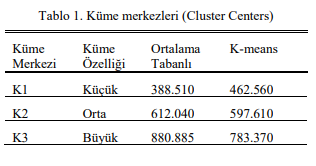 Tablo 1. Küme merkezleri (Cluster Centers)
Küme Merkezi Küme Özelliği Ortalama Tabanlı K-means
K1 Küçük 388.510 462.560
K2 Orta 612.040 597.610
K3 Büyük 880.885 783.370